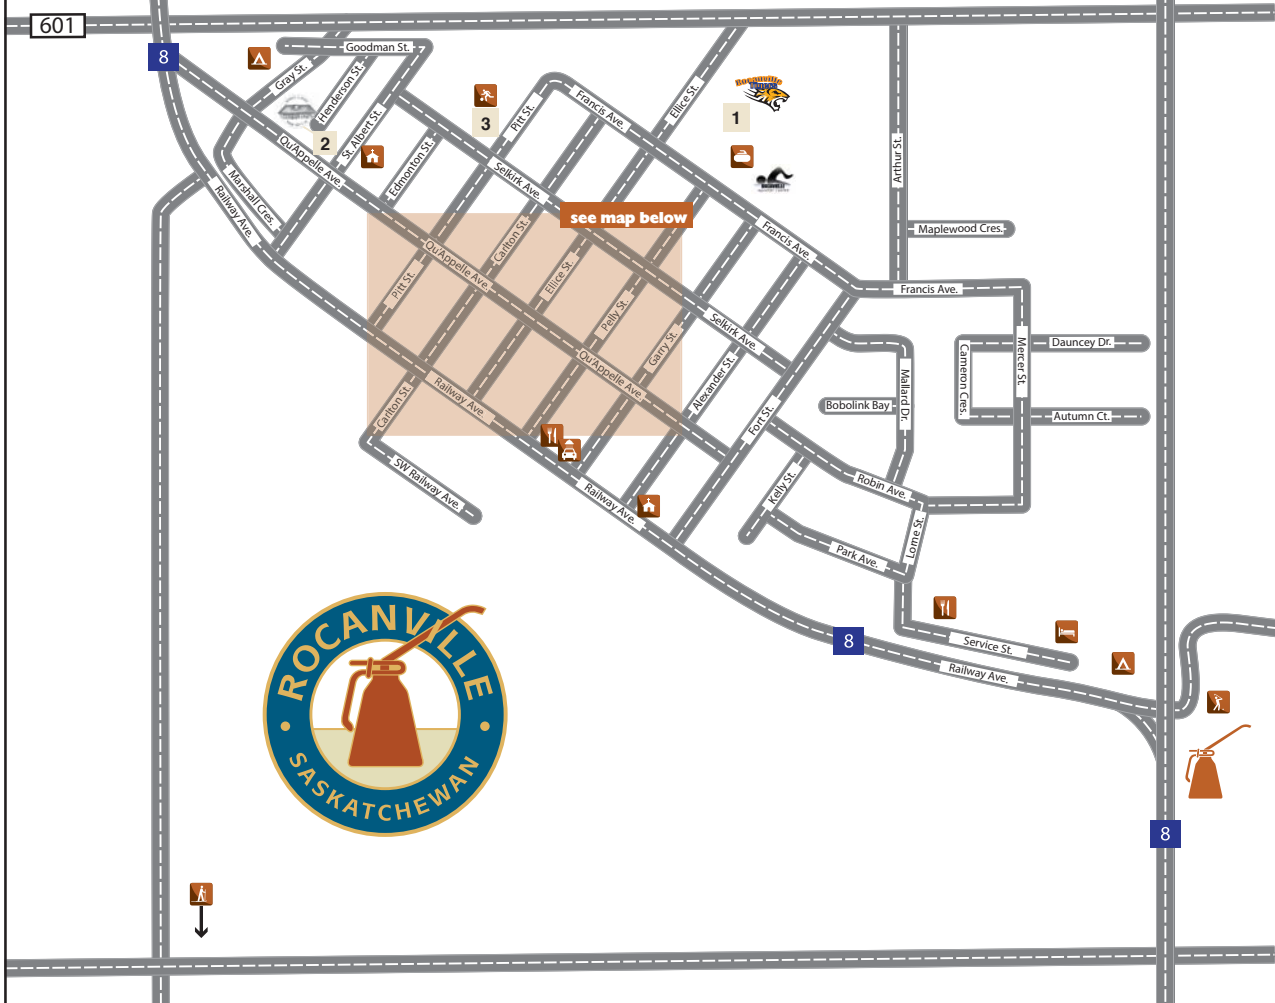 601
8
Goodman St.
Gray St.
Henderson St.
St. Albert St.
2
3
1
Rocanville
Tigers
Pitt St.
Francis Ave.
Ellice St.
Arthur St.
Qu'Appelle Ave.
Edmonton St.
Selkirk Ave.
Marshall Cres.
Railway Ave.
see map below
Maplewood Cres.
Francis Ave.
Carlton St.
Qu'Appelle Ave.
Ellice St.
Pitt St.
Francis Ave.
Pelly St.
Selkirk Ave.
Garry St.
Dauncey Dr.
Cameron Cres.
Mercer St.
Qu'Appelle Ave.
Alexander St.
Mallard Dr.
Railway Ave.
Carlton St.
Bobolink Bay
Autumn Ct.
Fort St.
SW Railway Ave.
Railway Ave.
Kelly St.
Robin Ave.
Lorne St.
Park Ave.
8
Service St.
Railway Ave.
ROCANVILLE
SASKATCHEWAN
8